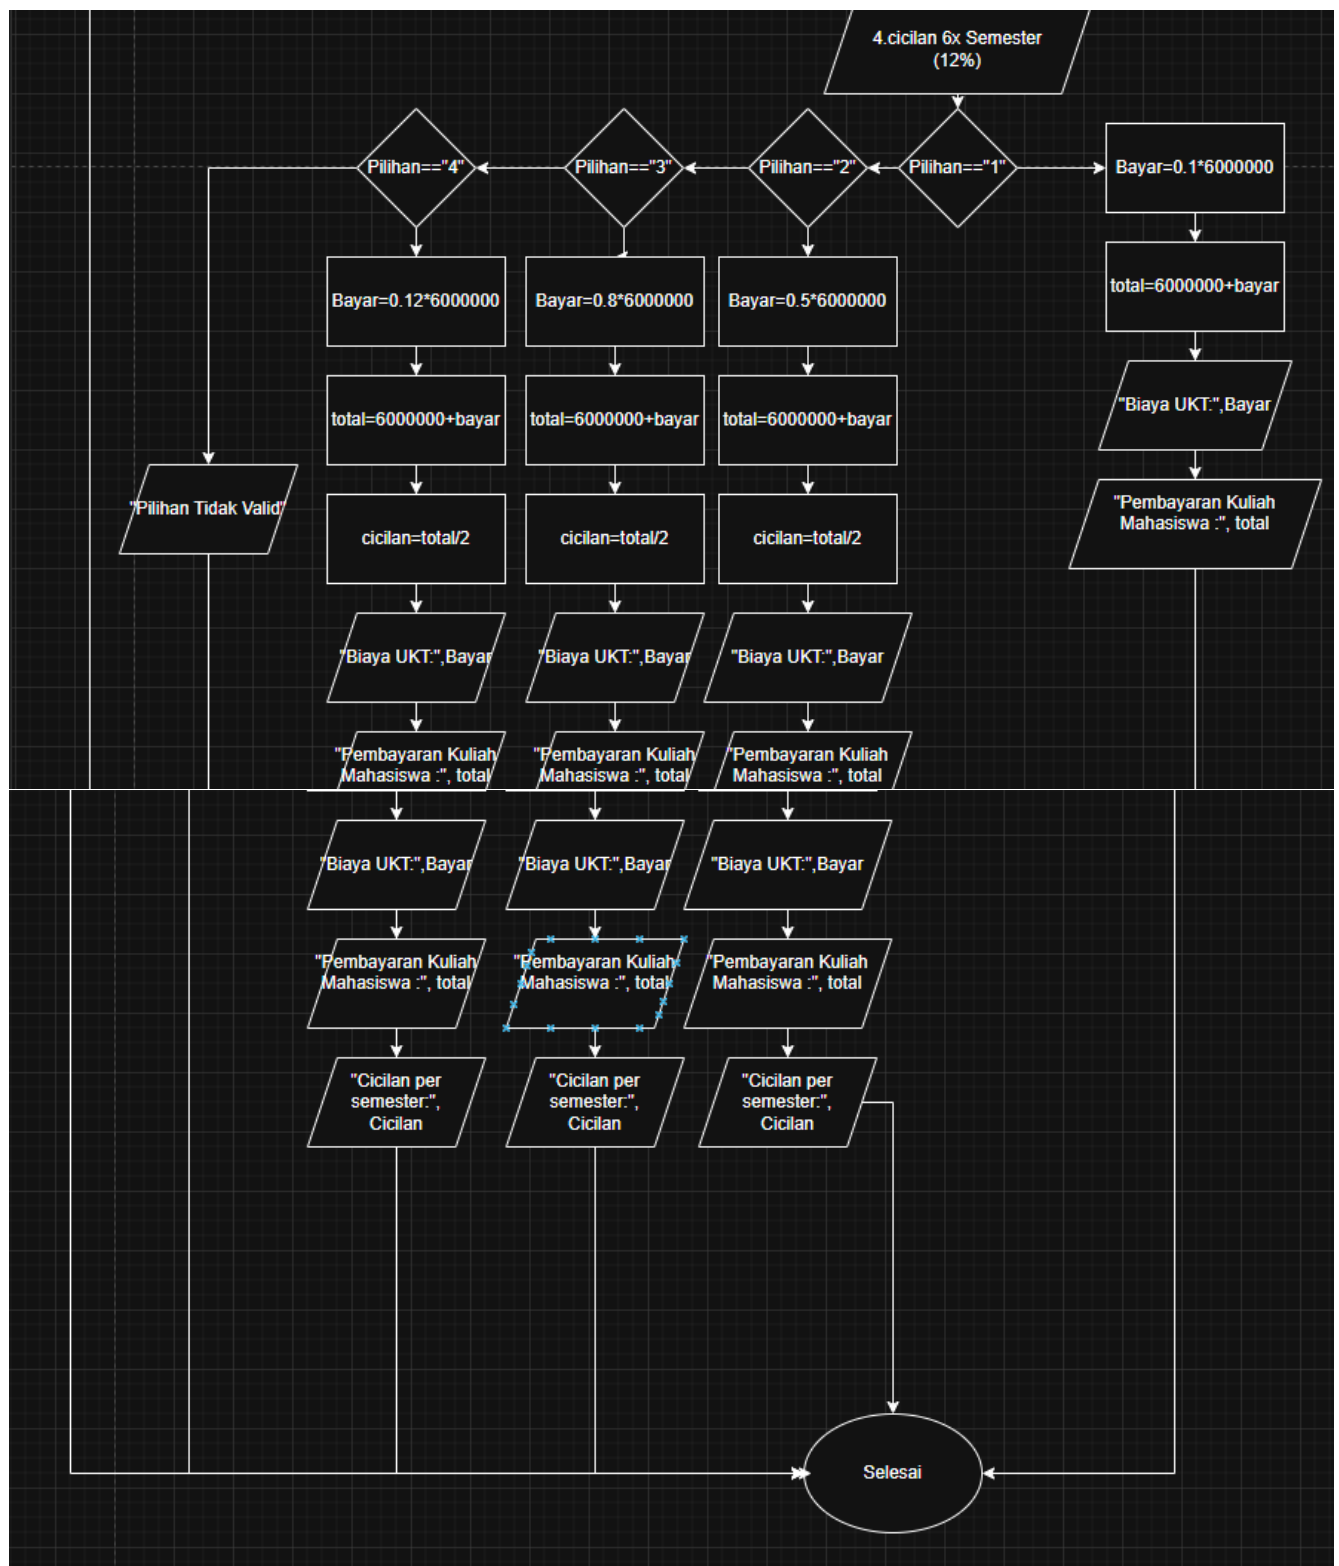 4.cicilan 6x Semester
(12%)
Pilihan=="4"
Pilihan=="3"
Pilihan=="2"
Pilihan=="1"
Bayar=0.1*6000000
Bayar=0.12*6000000
Bayar=0.8*6000000
Bayar=0.5*6000000
total=6000000+bayar
total=6000000+bayar
total=6000000+bayar
total=6000000+bayar
"Biaya UKT:",Bayar
"Pilihan Tidak Valid"
cicilan=total/2
cicilan=total/2
cicilan=total/2
"Pembayaran Kuliah
Mahasiswa :", total
"Biaya UKT:",Bayar
"Biaya UKT:",Bayar
"Biaya UKT:",Bayar
"Pembayaran Kuliah
Mahasiswa :", total
"Pembayaran Kuliah
Mahasiswa :", total
"Pembayaran Kuliah
Mahasiswa :", total
"Biaya UKT:",Bayar
"Biaya UKT:",Bayar
"Biaya UKT:",Bayar
"Pembayaran Kuliah
Mahasiswa :", total
"Pembayaran Kuliah
Mahasiswa :", total
"Pembayaran Kuliah
Mahasiswa :", total
"Cicilan per
semester:",
Cicilan
"Cicilan per
semester:",
Cicilan
"Cicilan per
semester:",
Cicilan
Selesai